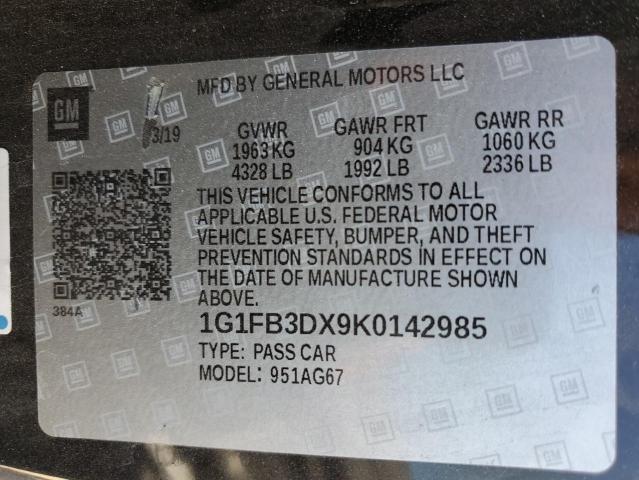 MFD BY GENERAL MOTORS LLC
GM
3/19
GVWR GAWR FRT GAWR RR
1963 KG 904 KG 1060 KG
4328 LB 1992 LB 2336 LB
THIS VEHICLE CONFORMS TO ALL
APPLICABLE U.S. FEDERAL MOTOR
VEHICLE SAFETY, BUMPER, AND THEFT
PREVENTION STANDARDS IN EFFECT ON
THE DATE OF MANUFACTURE SHOWN
ABOVE.
384A
1G1FB3DX9K0142985
TYPE: PASS CAR
MODEL: 951AG67